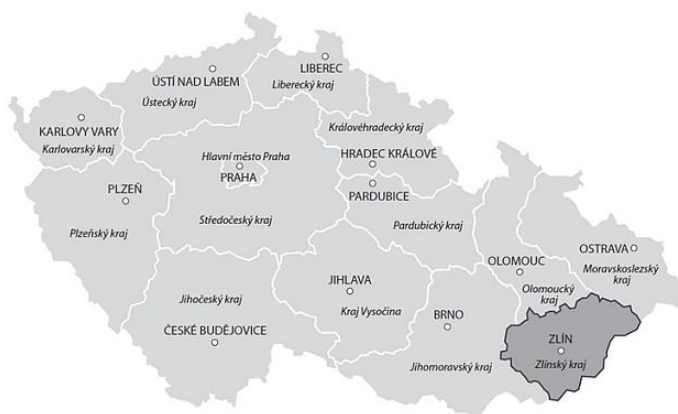 LIBEREC
Liberecký kraj
ÚSTÍ NAD LABEM
Ústecký kraj
KARLOVY VARY
Karlovarský kraj
Královéhradecký kraj
HRADEC KRÁLOVÉ
Hlavní město Praha
PRAHA
PLZEŇ
Plzeňský kraj
Středočeský kraj
PARDUBICE
Pardubický kraj
OLOMOUC
Olomoucký
kraj
OSTRAVA
Moravskoslezský
kraj
JIHLAVA
Kraj Vysočina
Jihočeský kraj
ČESKÉ BUDĚJOVICE
BRNO
Jihomoravský kraj
ZLÍN
Zlínský kraj